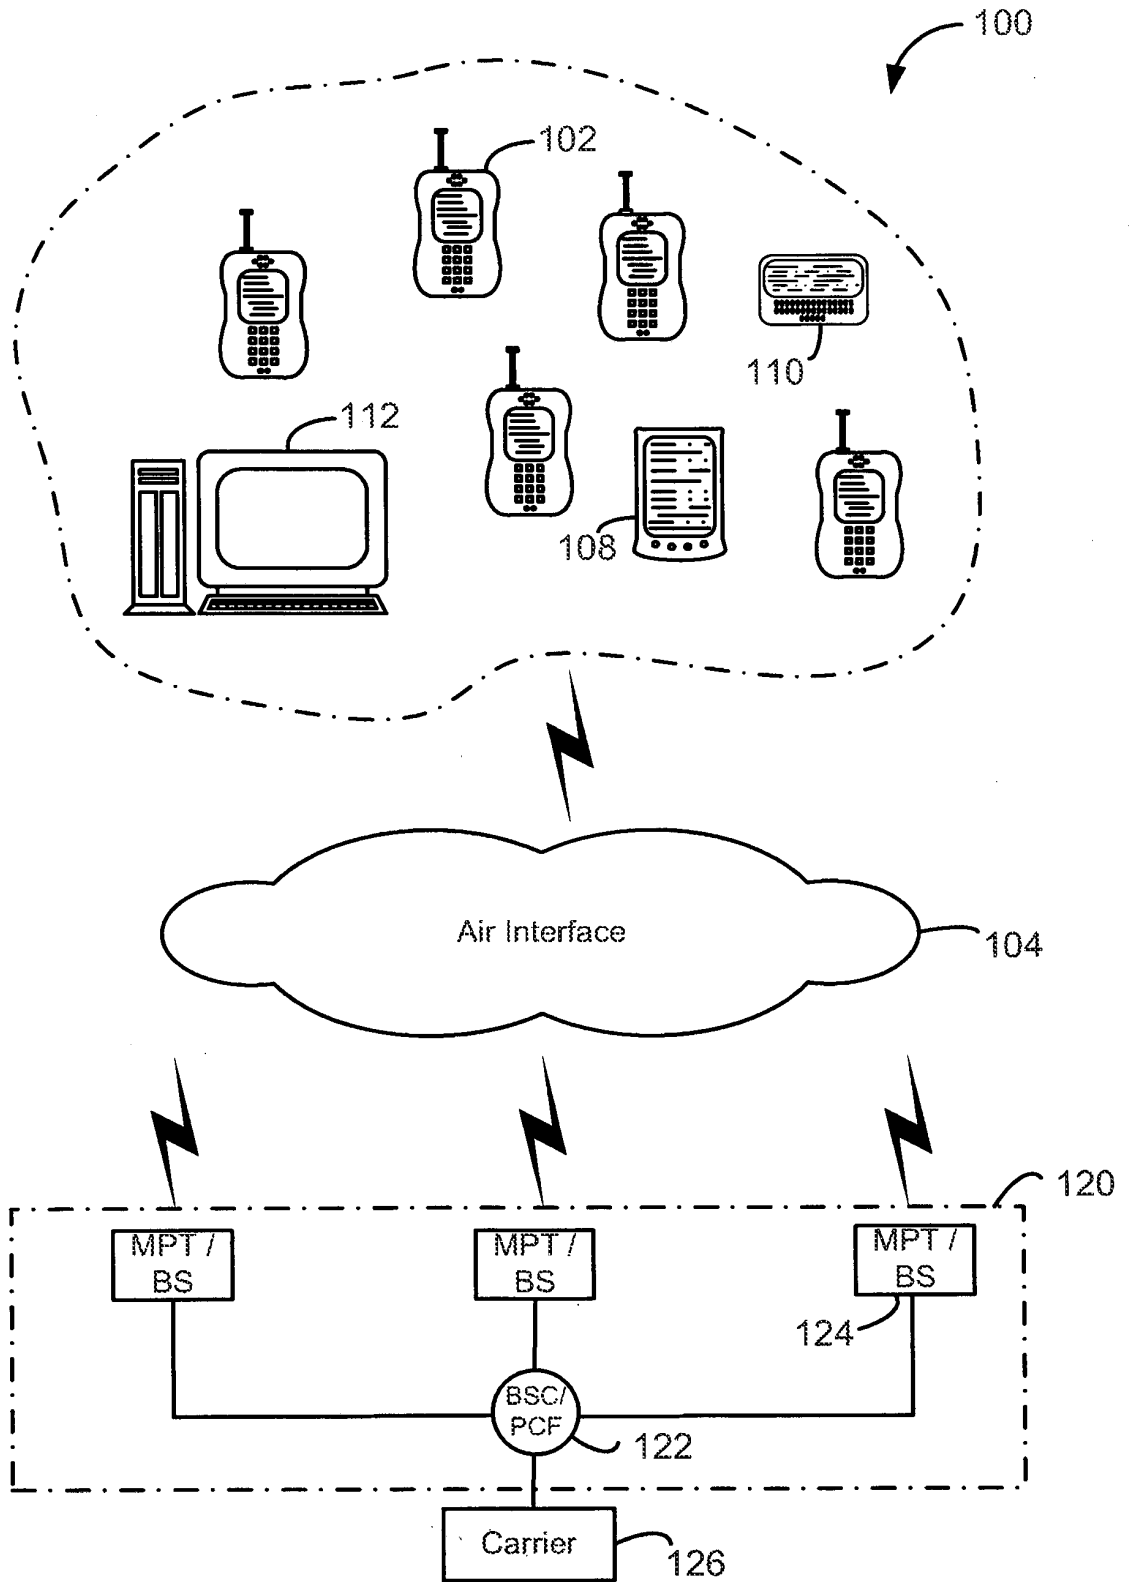 100
102
110
112
108
Air Interface
104
120
MPT /
BS
MPT /
BS
MPT /
BS
124
BSC/
PCF
122
Carrier
126